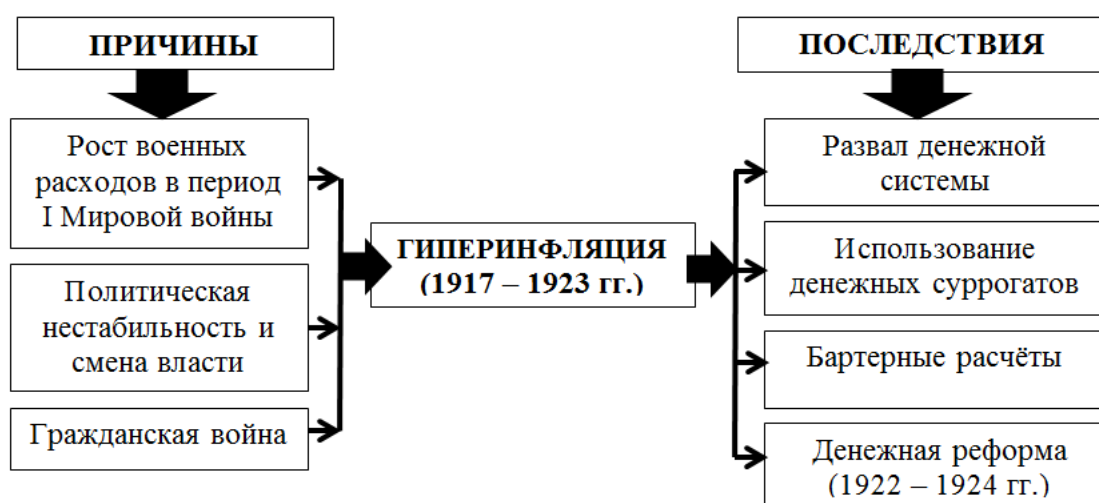 ПРИЧИНЫ
Рост военных
расходов в период
I Мировой войны
Политическая
нестабильность и
смена власти
Гражданская война
ГИПЕРИНФЛЯЦИЯ
(1917 – 1923 гг.)
ПОСЛЕДСТВИЯ
Развал денежной
системы
Использование
денежных суррогатов
Бартерные расчёты
Денежная реформа
(1922 – 1924 гг.)